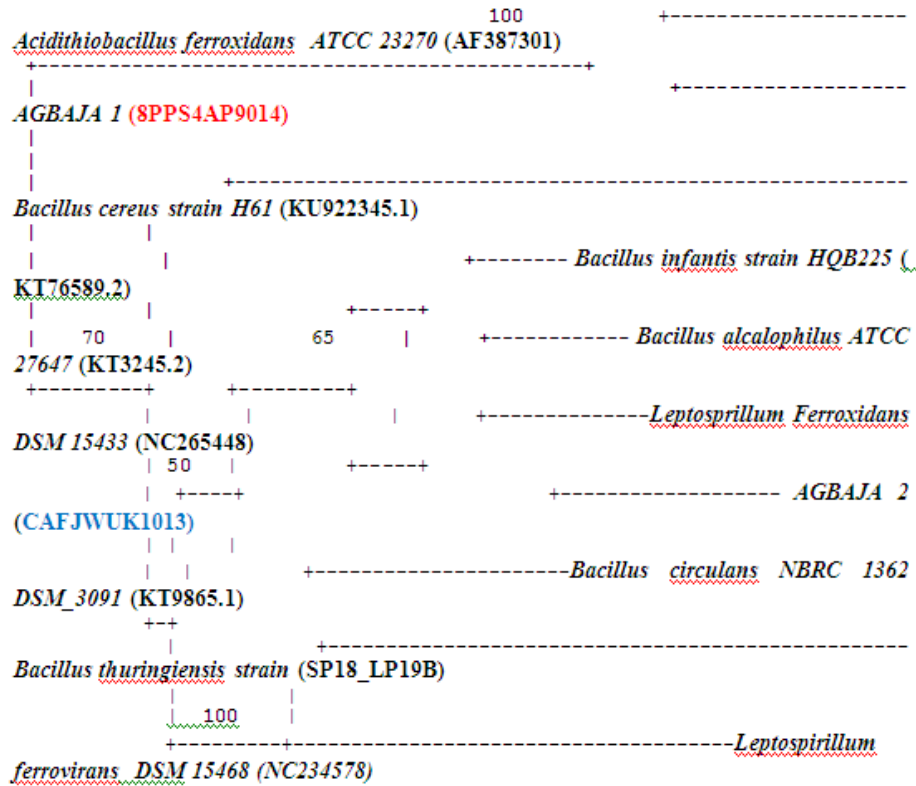 100 +-------------------
Acidithiobacillus ferroxidans ATCC 23270 (AF387301)
+-------------------------------------------+
| +------------------
AGBAJA 1 (8PPS4AP9014)
|
|
| +----------------------------------------------------
Bacillus cereus strain H61 (KU922345.1)
| |
| | +-------- Bacillus infantis strain HQB225 (
KT76589.2)
| | +-----+
| 70 | 65 | +----------- Bacillus alcalophilus ATCC
27647 (KT3245.2)
+---------+ +---------+
| | | +-------------Leptosprillum Ferroxidans
DSM 15433 (NC265448)
| 50 | +-----+
| +----+ +----------------- AGBAJA 2
(CAFJWUK1013)
| | |
| | +-------------------Bacillus circulans NBRC 1362
DSM_3091 (KT9865.1)
+-+
| +---------------------------------------------
Bacillus thuringiensis strain (SP18_LP19B)
| |
| 100 |
+--------+----------------------------------Leptospirillum
ferrovirans DSM 15468 (NC234578)